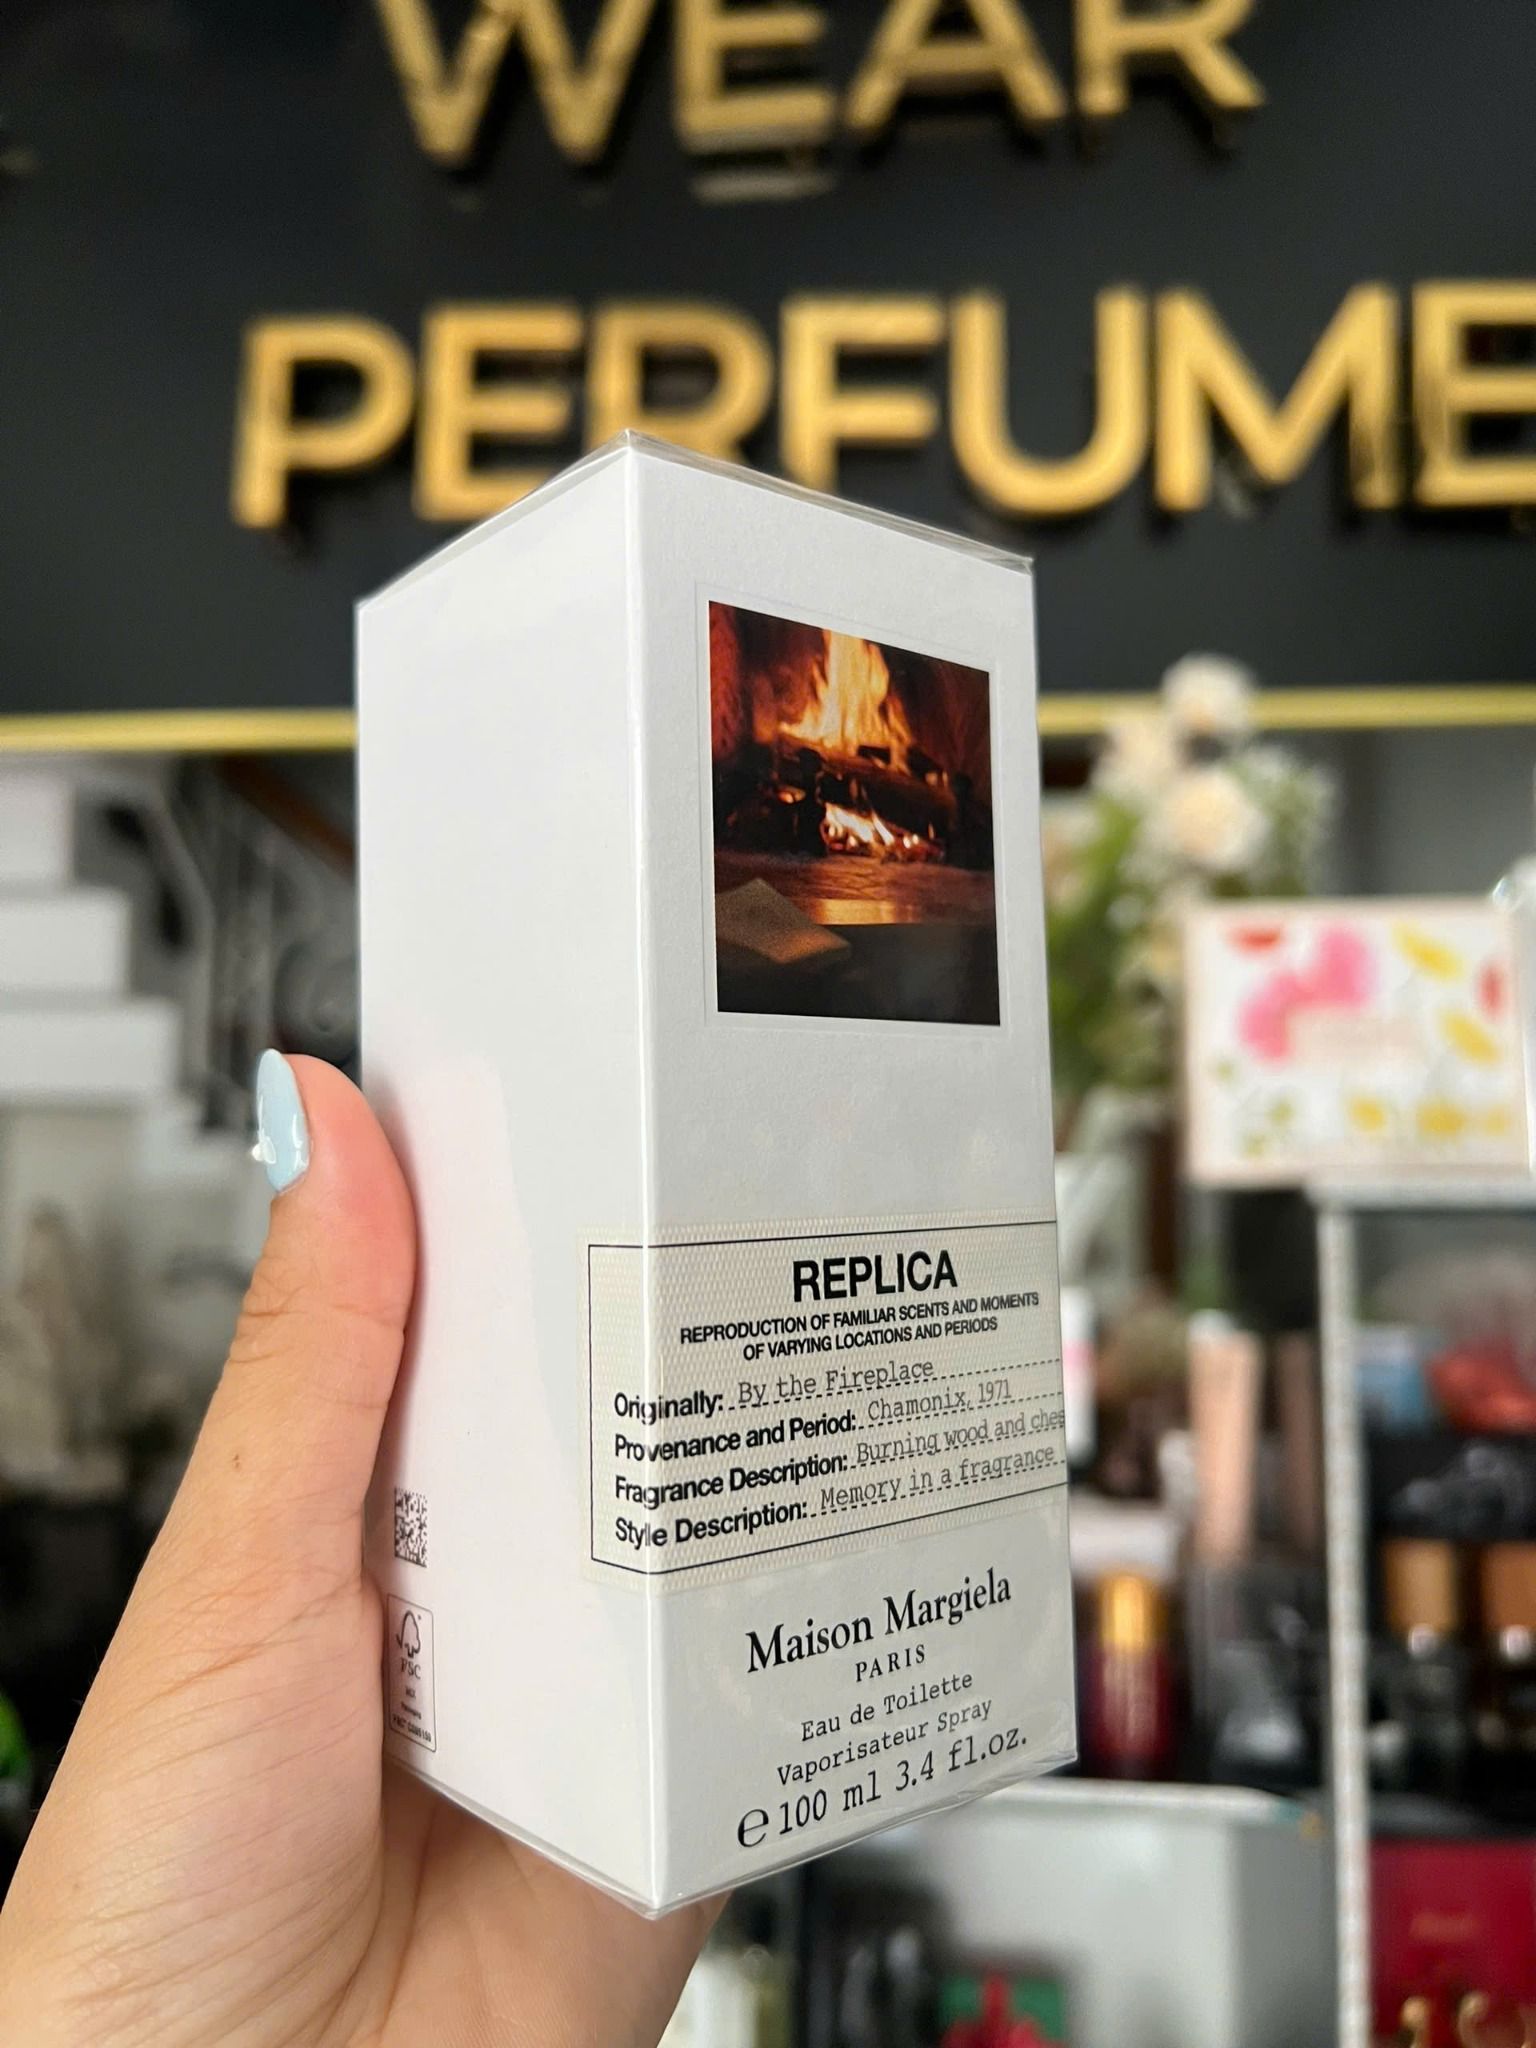 WEAR
PERFUME
REPLICA
REPRODUCTION OF FAMILIAR SCENTS AND MOMENTS
OF VARYING LOCATIONS AND PERIODS
Originally: By the Fireplace
Provenance and Period: Chamonix, 1971
Fragrance Description: Burning wood and ches
Style Description: Memory in a fragrance
Maison Margiela
PARIS
Eau de Toilette
Vaporisateur Spray
℮ 100 ml 3.4 fl.oz.
FSC
MIX